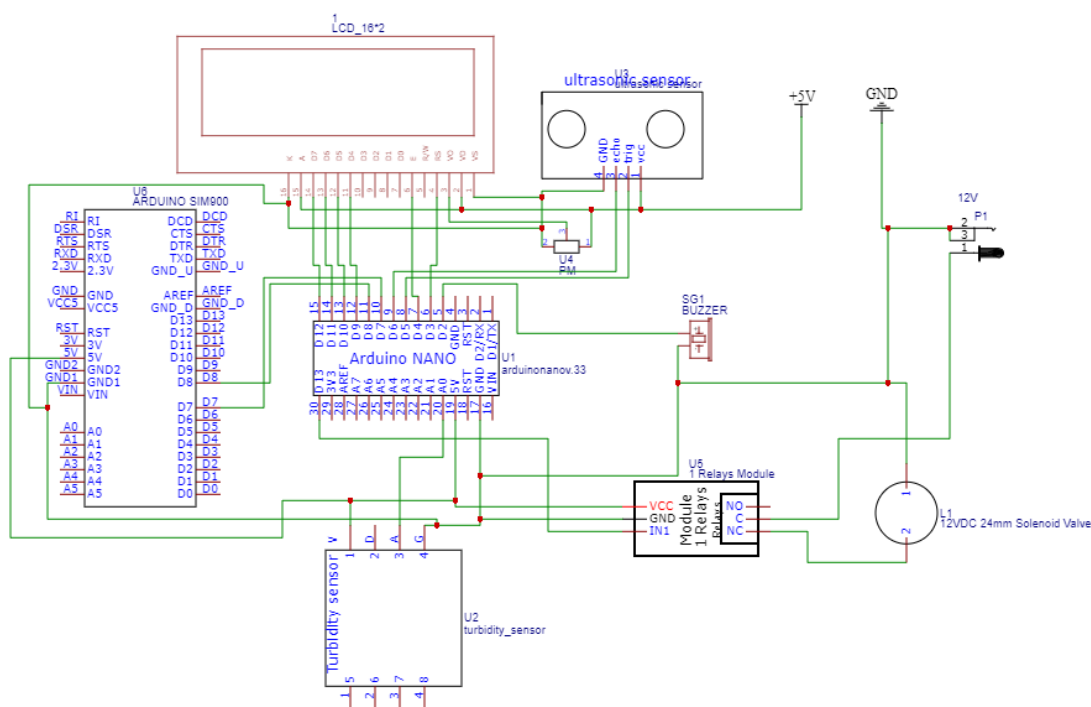 1
LCD_16*2
K A D7 D6 D5 D4 D3 D2 D1 D0 E R/W RS VO VD VS
16 15 14 13 12 11 10 9 8 7 6 5 4 3 2 1
U3
ultrasonic sensor
ultrasonic sensor
GND echo trig vcc
4 3 2 1
+5V
GND
12V
P1
2
3
1
U6
ARDUINO SIM900
RI RI DCD DCD
DSR DSR CTS CTS
RTS RTS DTR DTR
RXD RXD TXD TXD
2.3V 2.3V GND_U GND_U
GND GND AREF AREF
VCC5 VCC5 GND_D GND_D
D13 D13
RST RST D12 D12
3V 3V D11 D11
5V 5V D10 D10
GND2 GND2 D9 D9
GND1 GND1 D8 D8
VIN VIN
D7 D7
D6 D6
A0 A0 D5 D5
A1 A1 D4 D4
A2 A2 D3 D3
A3 A3 D2 D2
A4 A4 D1 D1
A5 A5 D0 D0
3
2 1
U4
PM
15 14 13 12 11 10 9 8 7 6 5 4 3 2 1
D12 D11 D10 D9 D8 D7 D6 D5 D4 D3 D2 GND RST D2/RX D1/TX
Arduino NANO
U1
arduinonanov.33
D13 3V3 AREF A7 A6 A5 A4 A3 A2 A1 A0 5V RST GND VIN
30 29 28 27 26 25 24 23 22 21 20 19 18 17 16
SG1
BUZZER
1
2
U5
1 Relays Module
VCC
GND
IN1
Module
1 Relays
Relays
NO
C
NC
1
2
L1
12VDC 24mm Solenoid Valve
V D A G
1 2 3 4
Turbidity sensor
U2
turbidity_sensor
5 6 7 8
1 2 3 4